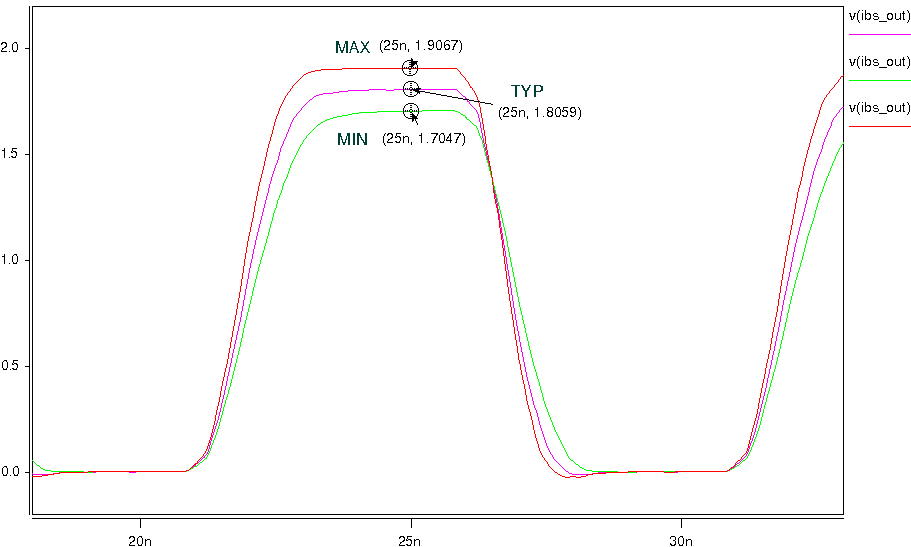 2.0
1.5
1.0
0.5
0.0
MAX (25n, 1.9067)
TYP
(25n, 1.8059)
MIN (25n, 1.7047)
v(ibs_out)
v(ibs_out)
v(ibs_out)
20n 25n 30n